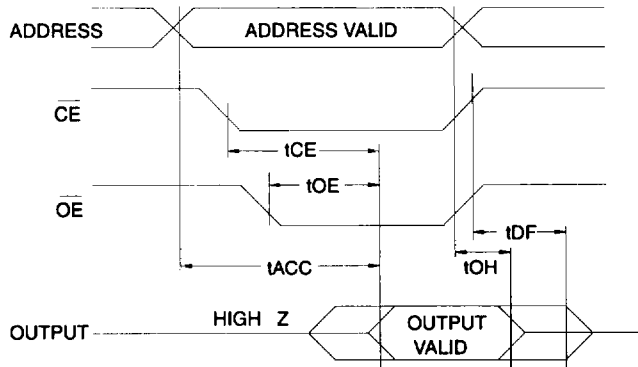 ADDRESS
ADDRESS VALID
CE
tCE
tOE
OE
tDF
tACC
tOH
HIGH Z
OUTPUT
OUTPUT
VALID